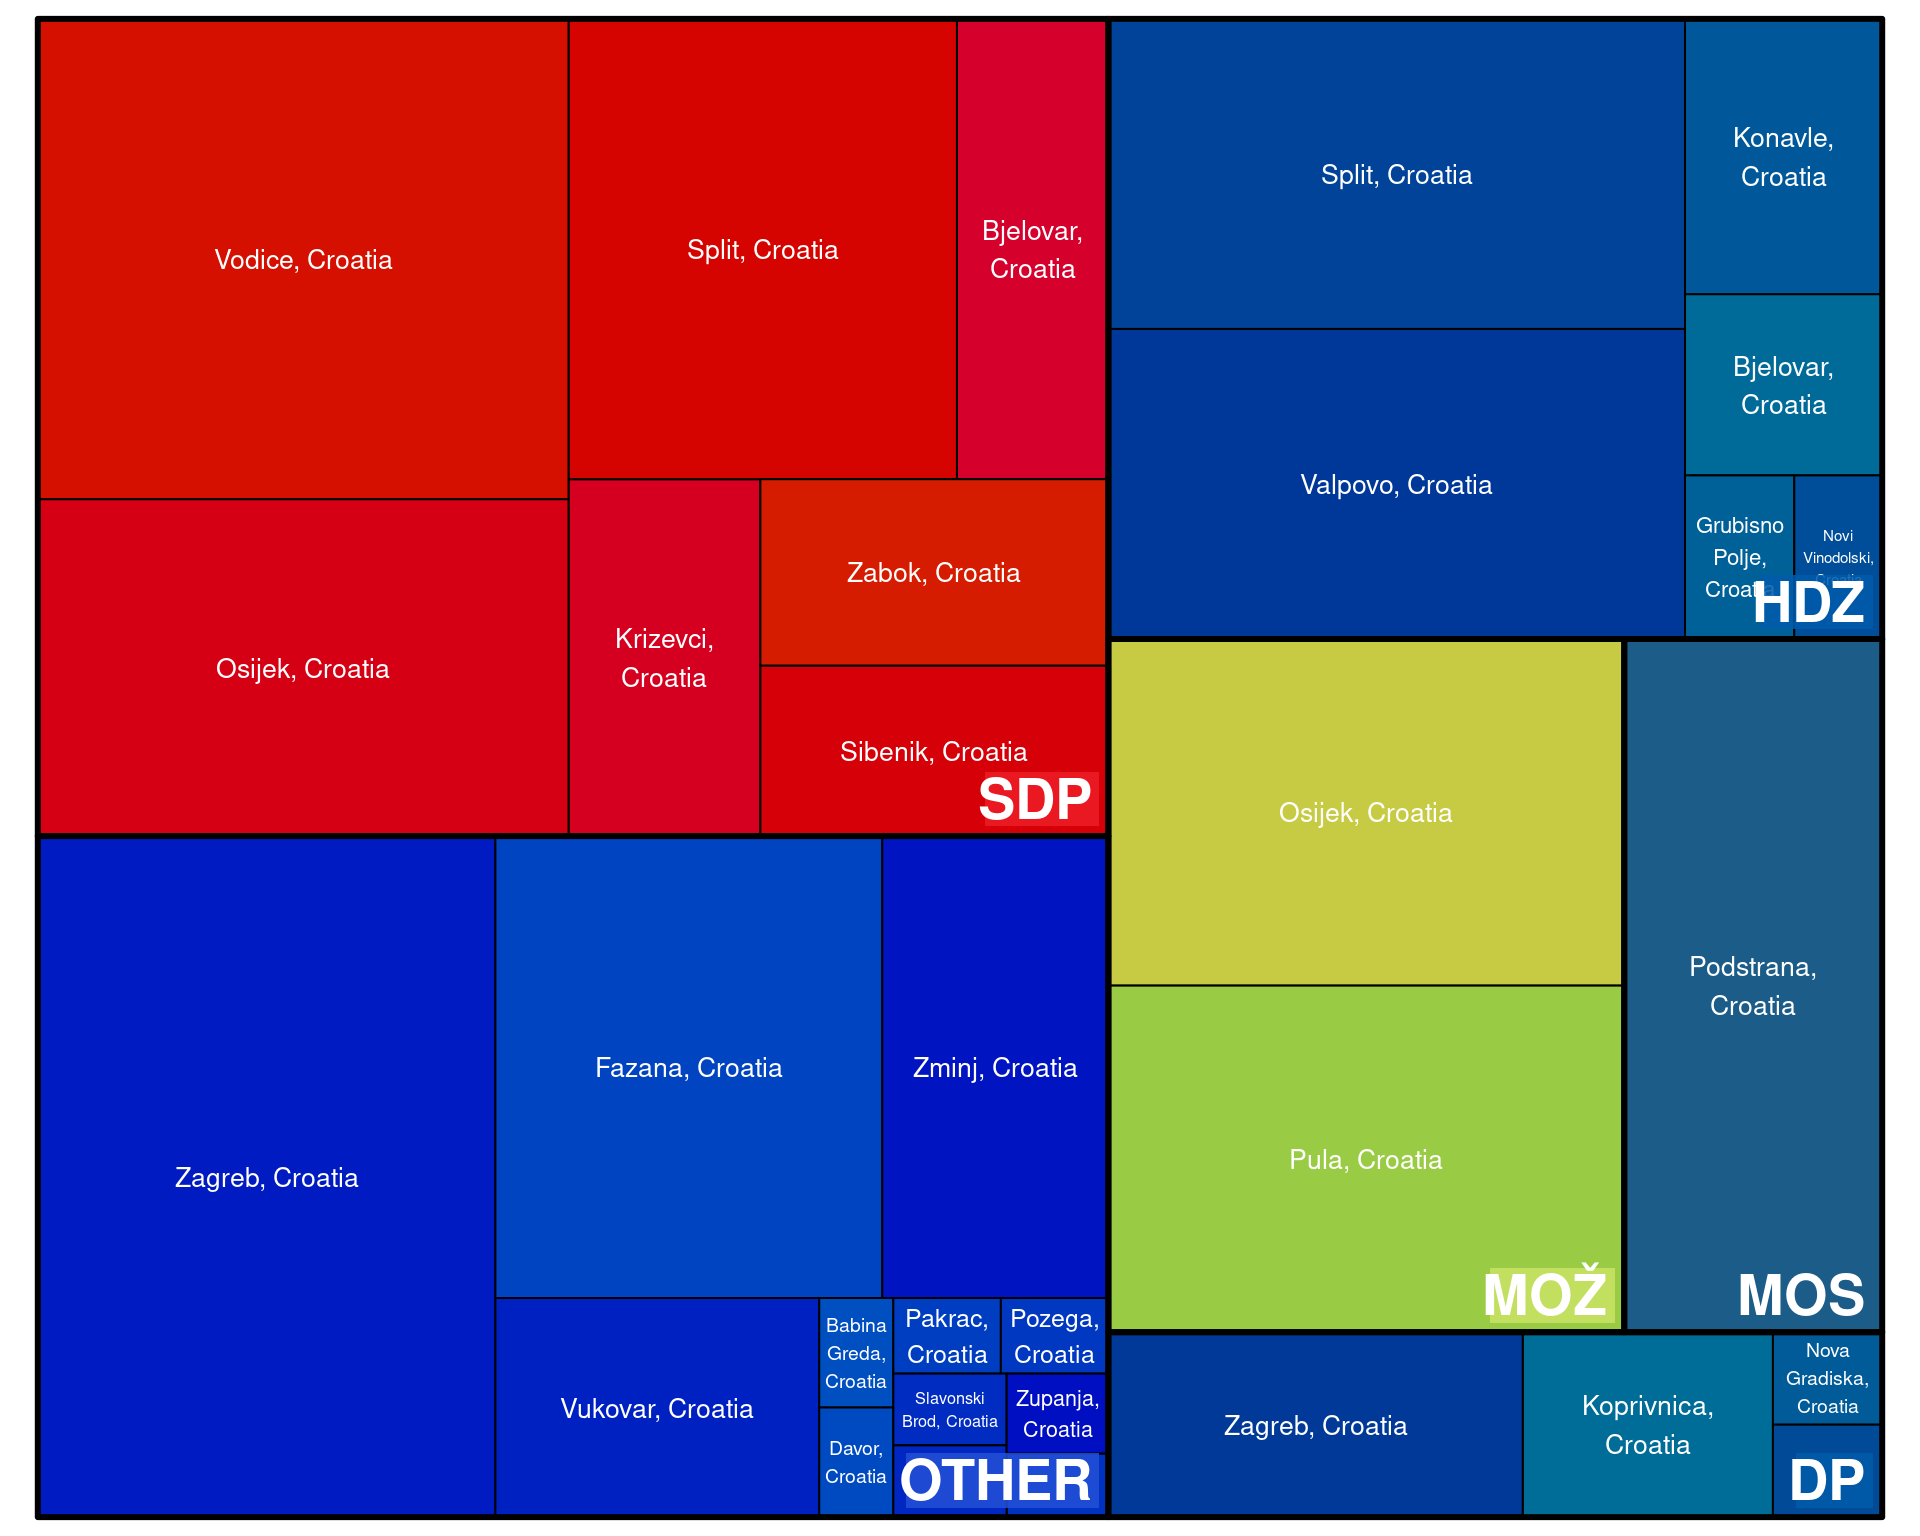 Vodice, Croatia
Split, Croatia
Bjelovar,
Croatia
Osijek, Croatia
Krizevci,
Croatia
Zabok, Croatia
Sibenik, Croatia
SDP
Split, Croatia
Konavle,
Croatia
Valpovo, Croatia
Bjelovar,
Croatia
Grubisno
Polje,
Croatia
Novi
Vinodolski,
Croatia
HDZ
Osijek, Croatia
Pula, Croatia
MOŽ
Podstrana,
Croatia
MOS
Zagreb, Croatia
Fazana, Croatia
Zminj, Croatia
Vukovar, Croatia
Babina
Greda,
Croatia
Davor,
Croatia
Pakrac,
Croatia
Pozega,
Croatia
Slavonski
Brod, Croatia
Zupanja,
Croatia
OTHER
Zagreb, Croatia
Koprivnica,
Croatia
Nova
Gradiska,
Croatia
DP